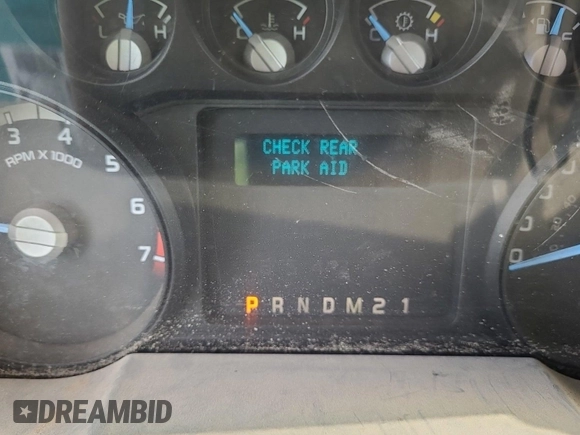 L H
C H
C H
F
3 4
RPM X 1000
5
6
7
CHECK REAR
PARK AID
P R N D M 2 1
0
DREAMBID